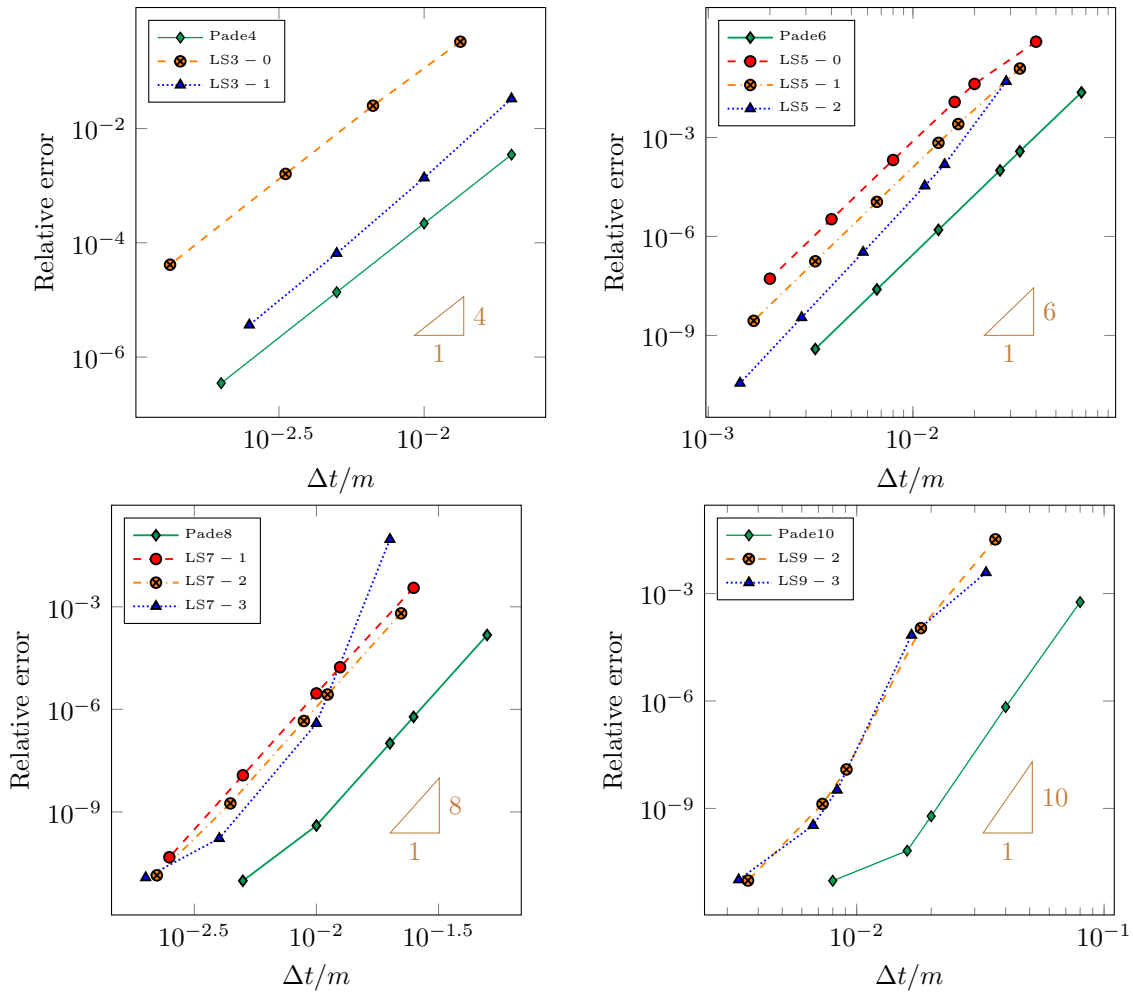 Pade4
LS3 − 0
LS3 − 1
10^−2
10^−4
10^−6
Relative error
4
1
10^−2.5
10^−2
Δt/m
Pade6
LS5 − 0
LS5 − 1
LS5 − 2
10^−3
10^−6
10^−9
Relative error
6
1
10^−3
10^−2
Δt/m
Pade8
LS7 − 1
LS7 − 2
LS7 − 3
10^−3
10^−6
10^−9
Relative error
8
1
10^−2.5
10^−2
10^−1.5
Δt/m
Pade10
LS9 − 2
LS9 − 3
10^−3
10^−6
10^−9
Relative error
10
1
10^−2
10^−1
Δt/m